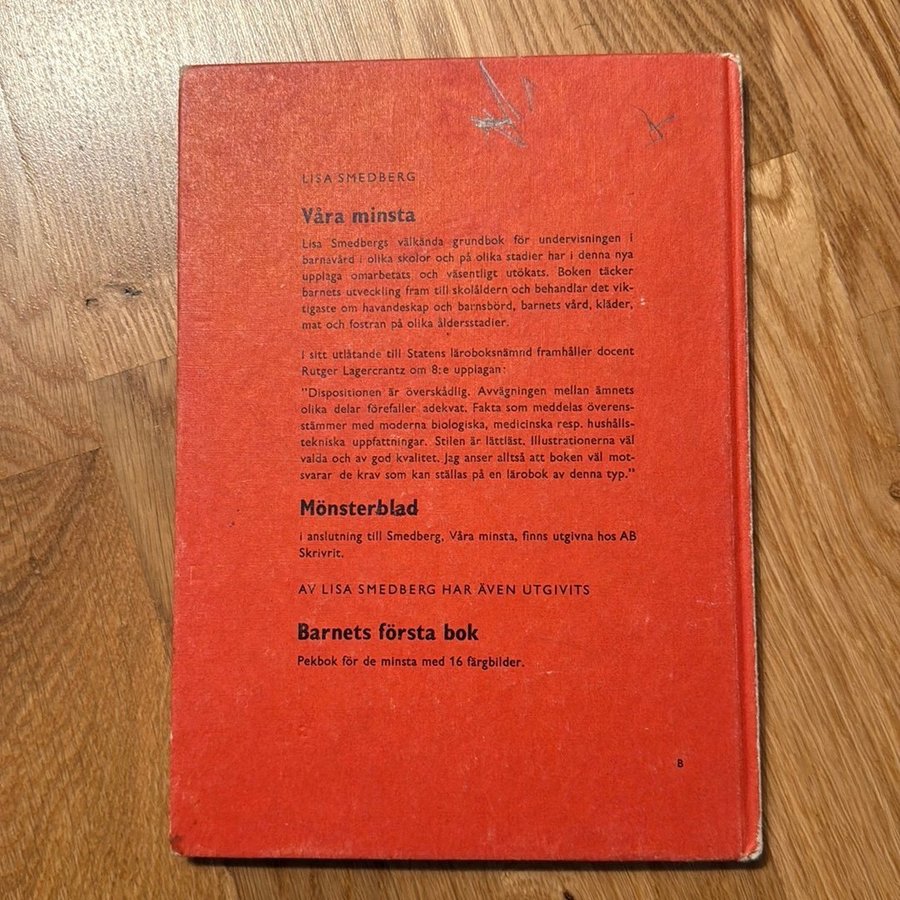 LISA SMEDBERG
Våra minsta
Lisa Smedbergs välkända grundbok för undervisningen i
barnavård i olika skolor och på olika stadier har i denna nya
upplaga omarbetats och väsentligt utökats. Boken täcker
barnets utveckling fram till skolåldern och behandlar det vik-
tigaste om havandeskap och barnsbörd, barnets vård, kläder,
mat och fostran på olika åldersstadier.
I sitt utlåtande till Statens läroboksnämnd framhåller docent
Rutger Lagercrantz om 8:e upplagan:
"Dispositionen är överskådlig. Avvägningen mellan ämnets
olika delar förefaller adekvat. Fakta som meddelas överens-
stämmer med moderna biologiska, medicinska resp. hushålls-
tekniska uppfattningar. Stilen är lättläst. Illustrationerna väl
valda och av god kvalitet. Jag anser alltså att boken väl mot-
svarar de krav som kan ställas på en lärobok av denna typ."
Mönsterblad
i anslutning till Smedberg, Våra minsta, finns utgivna hos AB
Skrivrit.
AV LISA SMEDBERG HAR ÄVEN UTGIVITS
Barnets första bok
Pekbok för de minsta med 16 färgbilder.
B